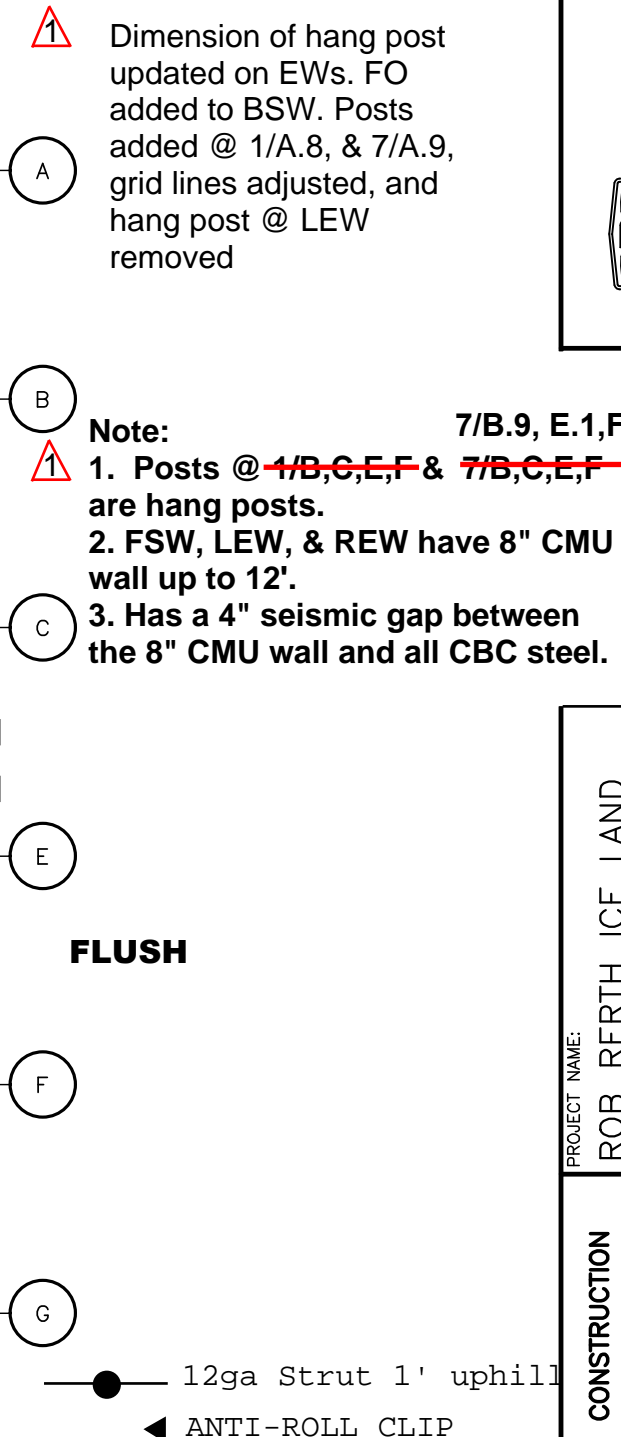 1
Dimension of hang post
updated on EWs. FO
added to BSW. Posts
added @ 1/A.8, & 7/A.9,
grid lines adjusted, and
hang post @ LEW
removed
A
B
Note:
7/B.9, E.1,F
1
1. Posts @ 1/B,C,E,F & 7/B,C,E,F
are hang posts.
2. FSW, LEW, & REW have 8" CMU
wall up to 12'.
C
3. Has a 4" seismic gap between
the 8" CMU wall and all CBC steel.
E
FLUSH
F
G
12ga Strut 1' uphill
ANTI-ROLL CLIP
PROJECT NAME:
CONSTRUCTION